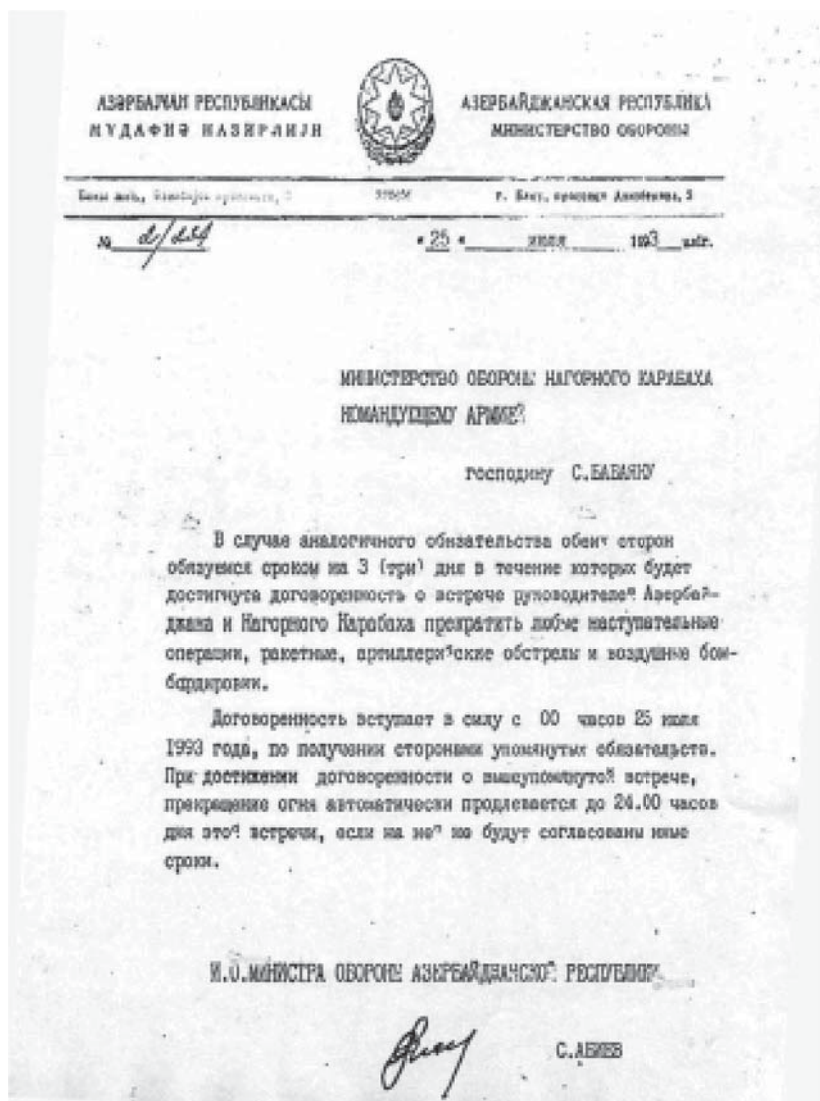 АЗӘРБАЈҸАН РЕСПУБЛИКАСЫ
МҮДАФИӘ НАЗИРЛИЈИ
АЗЕРБАЙДЖАНСКАЯ РЕСПУБЛИКА
МИНИСТЕРСТВО ОБОРОНЫ
г. Баку, проспект 3
№
" 25 " июля 1993 г.
МИНИСТЕРСТВО ОБОРОНЫ НАГОРНОГО КАРАБАХА
КОМАНДУЮЩЕМУ АРМИЕЙ
господину С.БАБАЯНУ
В случае аналогичного обязательства обеих сторон
обязуемся сроком на 3 (три) дня в течение которых будет
достигнута договоренность о встрече руководителей Азербай-
джана и Нагорного Карабаха прекратить любые наступательные
операции, ракетные, артиллерийские обстрелы и воздушные бом-
бардировки.
Договоренность вступает в силу с 00 часов 25 июля
1993 года, по получении сторонами упомянутых обязательств.
При достижении договоренности о вышеупомянутой встрече,
прекращение огня автоматически продлевается до 24.00 часов
дня этой встречи, если на ней не будут согласованы иные
сроки.
И.О.МИНИСТРА ОБОРОНЫ АЗЕРБАЙДЖАНСКОЙ РЕСПУБЛИКИ
С.АБИЕВ